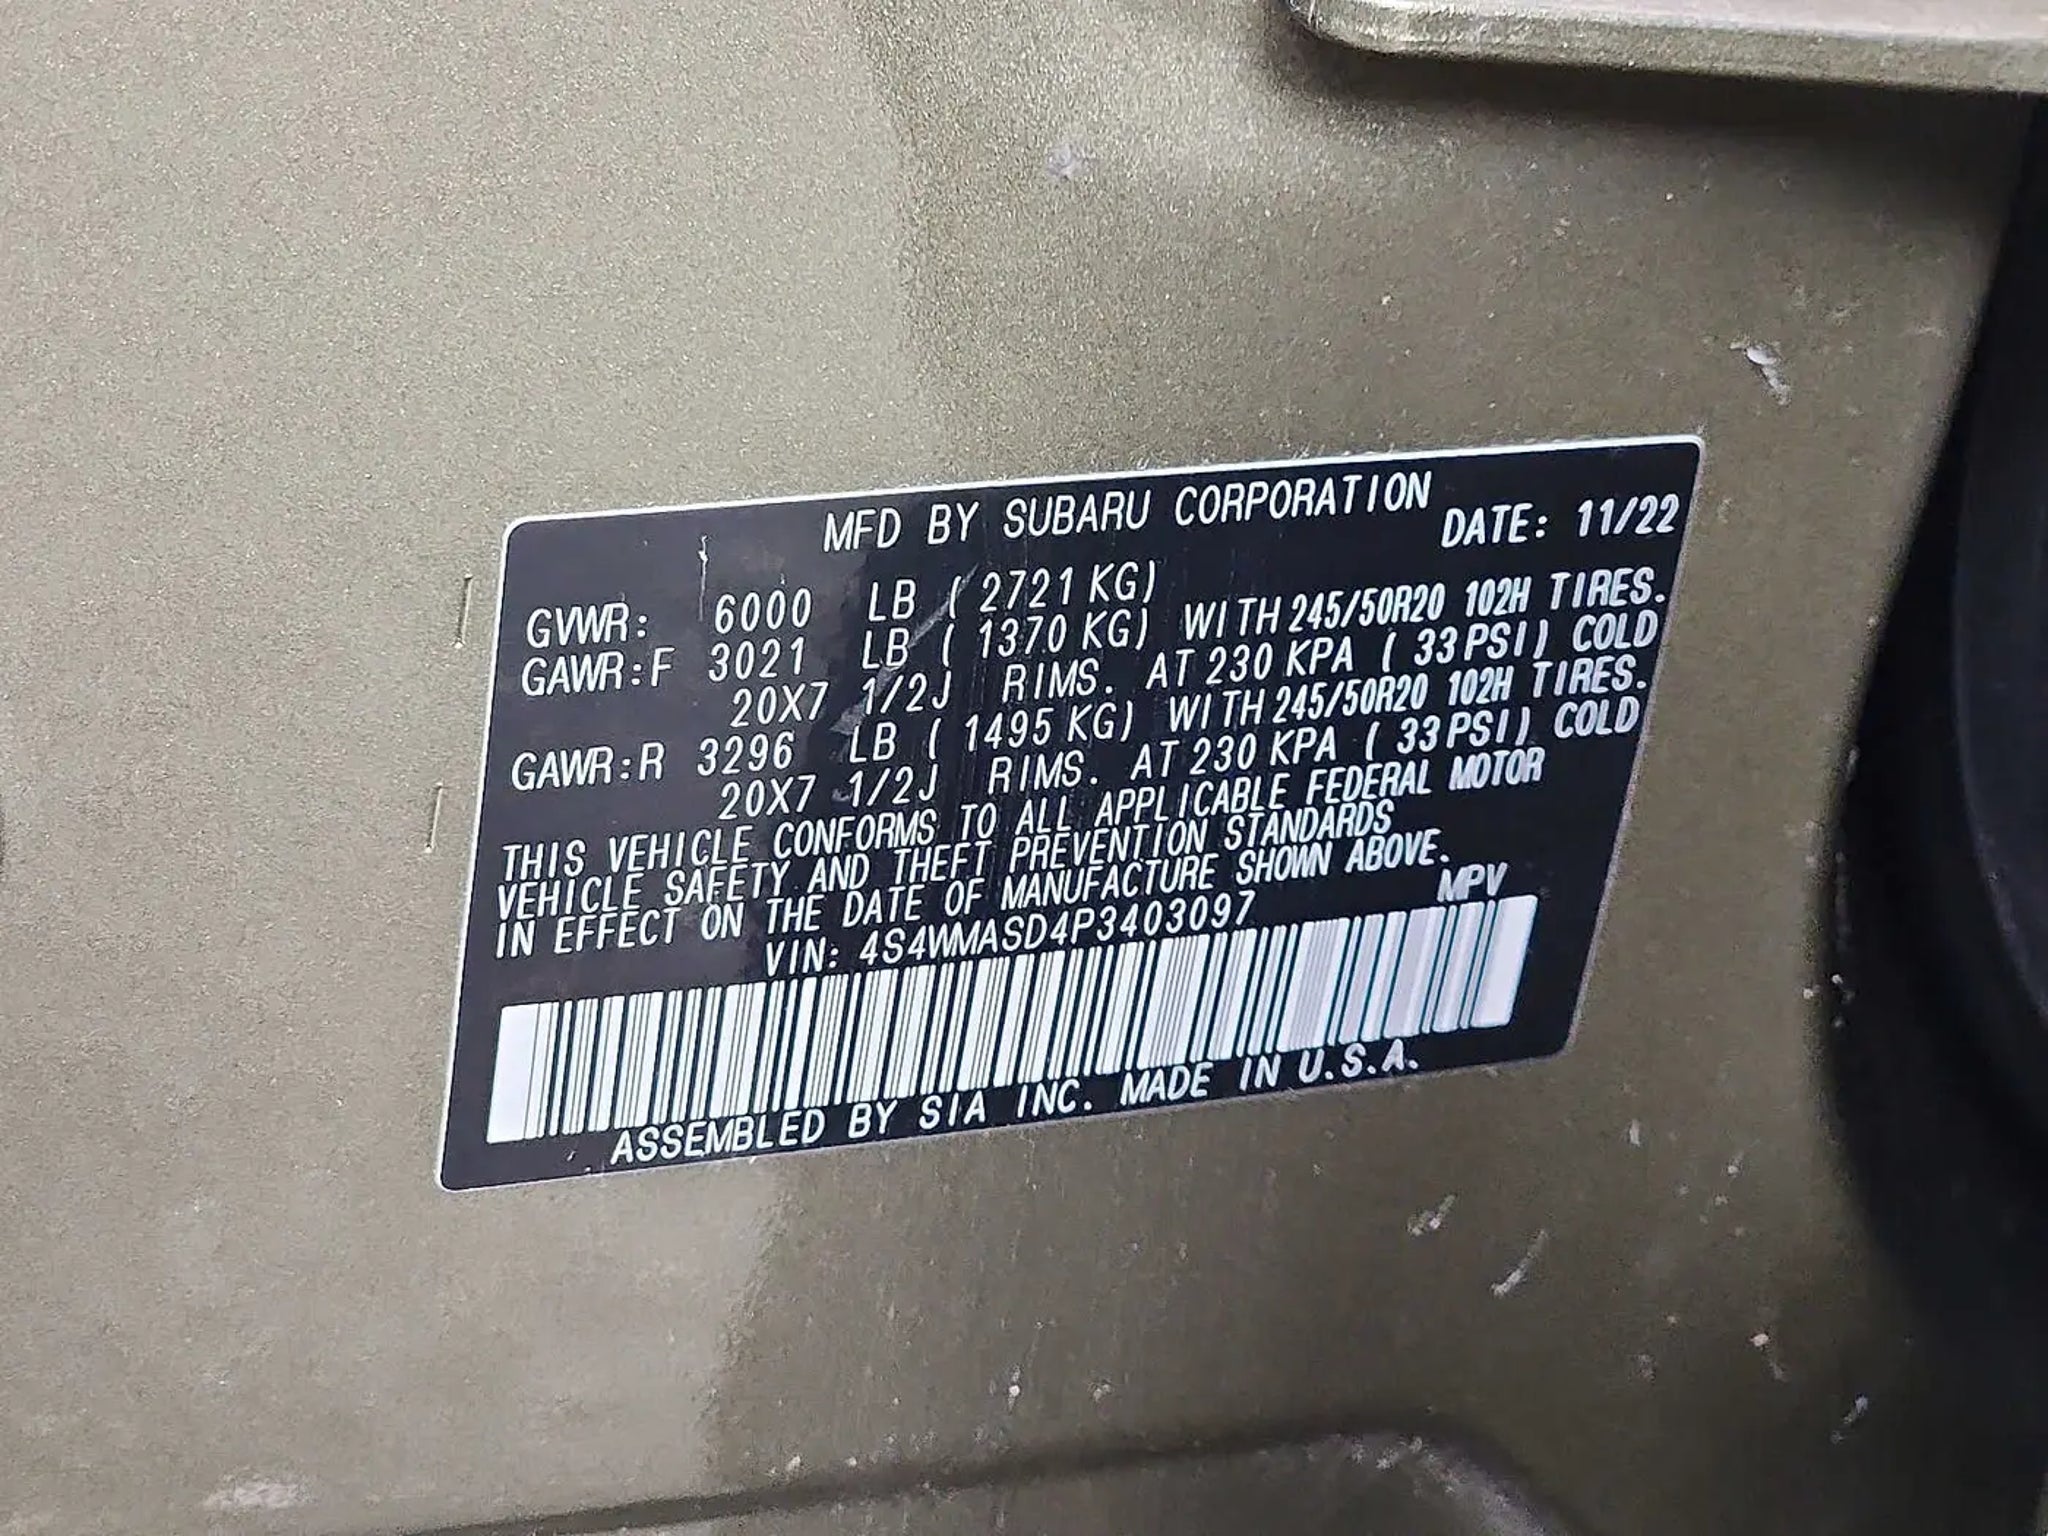 MFD BY SUBARU CORPORATION DATE: 11/22
GVWR: 6000 LB ( 2721 KG)
GAWR:F 3021 LB ( 1370 KG) WITH 245/50R20 102H TIRES.
20X7 1/2J RIMS. AT 230 KPA ( 33 PSI) COLD
GAWR:R 3296 LB ( 1495 KG) WITH 245/50R20 102H TIRES.
20X7 1/2J RIMS. AT 230 KPA ( 33 PSI) COLD
THIS VEHICLE CONFORMS TO ALL APPLICABLE FEDERAL MOTOR
VEHICLE SAFETY AND THEFT PREVENTION STANDARDS
IN EFFECT ON THE DATE OF MANUFACTURE SHOWN ABOVE.
VIN: 4S4WMASD4P3403097 MPV
ASSEMBLED BY SIA INC. MADE IN U.S.A.